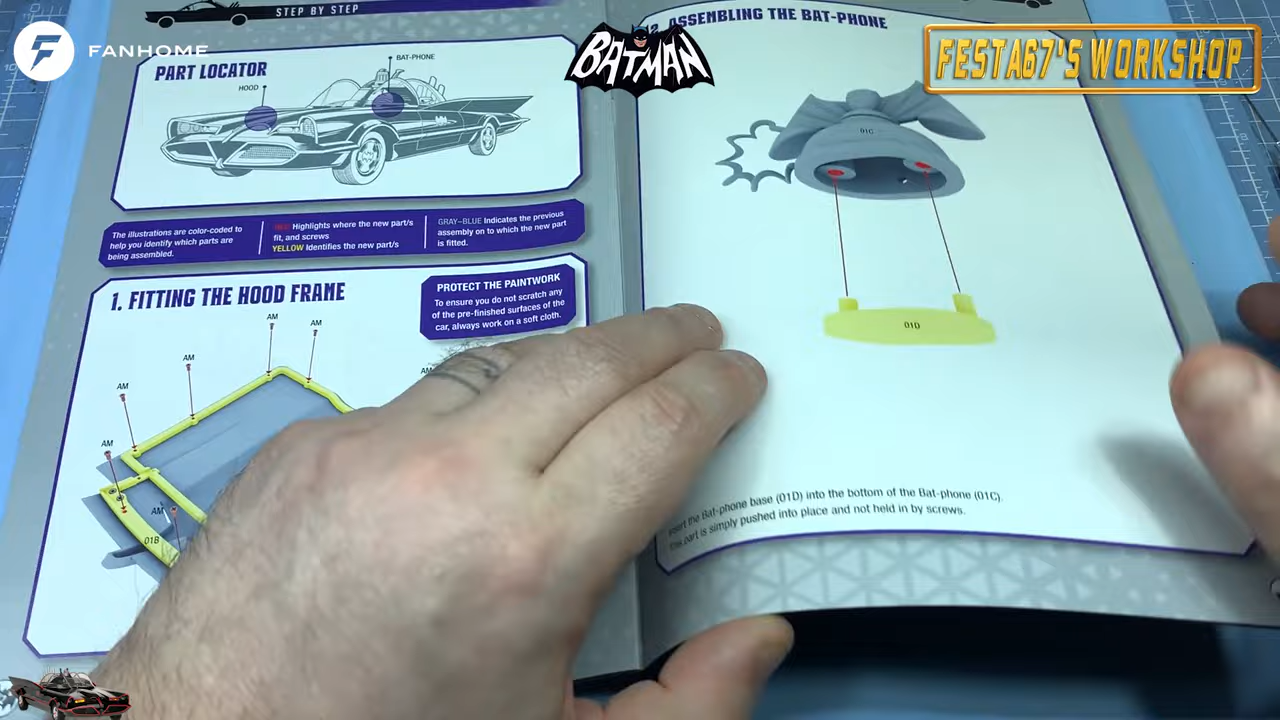 STEP BY STEP
FANHOME
PART LOCATOR
BAT-PHONE
HOOD
The illustrations are color-coded to
help you identify which parts are
being assembled.
RED Highlights where the new part/s
fit, and screws
YELLOW Identifies the new part/s
GRAY–BLUE Indicates the previous
assembly on to which the new part
is fitted.
1. FITTING THE HOOD FRAME
PROTECT THE PAINTWORK
To ensure you do not scratch any
of the pre-finished surfaces of the
car, always work on a soft cloth.
AM
AM
AM
AM
AM
AM
AM
01B
BATMAN
FESTA67'S WORKSHOP
2. ASSEMBLING THE BAT-PHONE
01C
01D
Insert the Bat-phone base (01D) into the bottom of the Bat-phone (01C).
This part is simply pushed into place and not held in by screws.